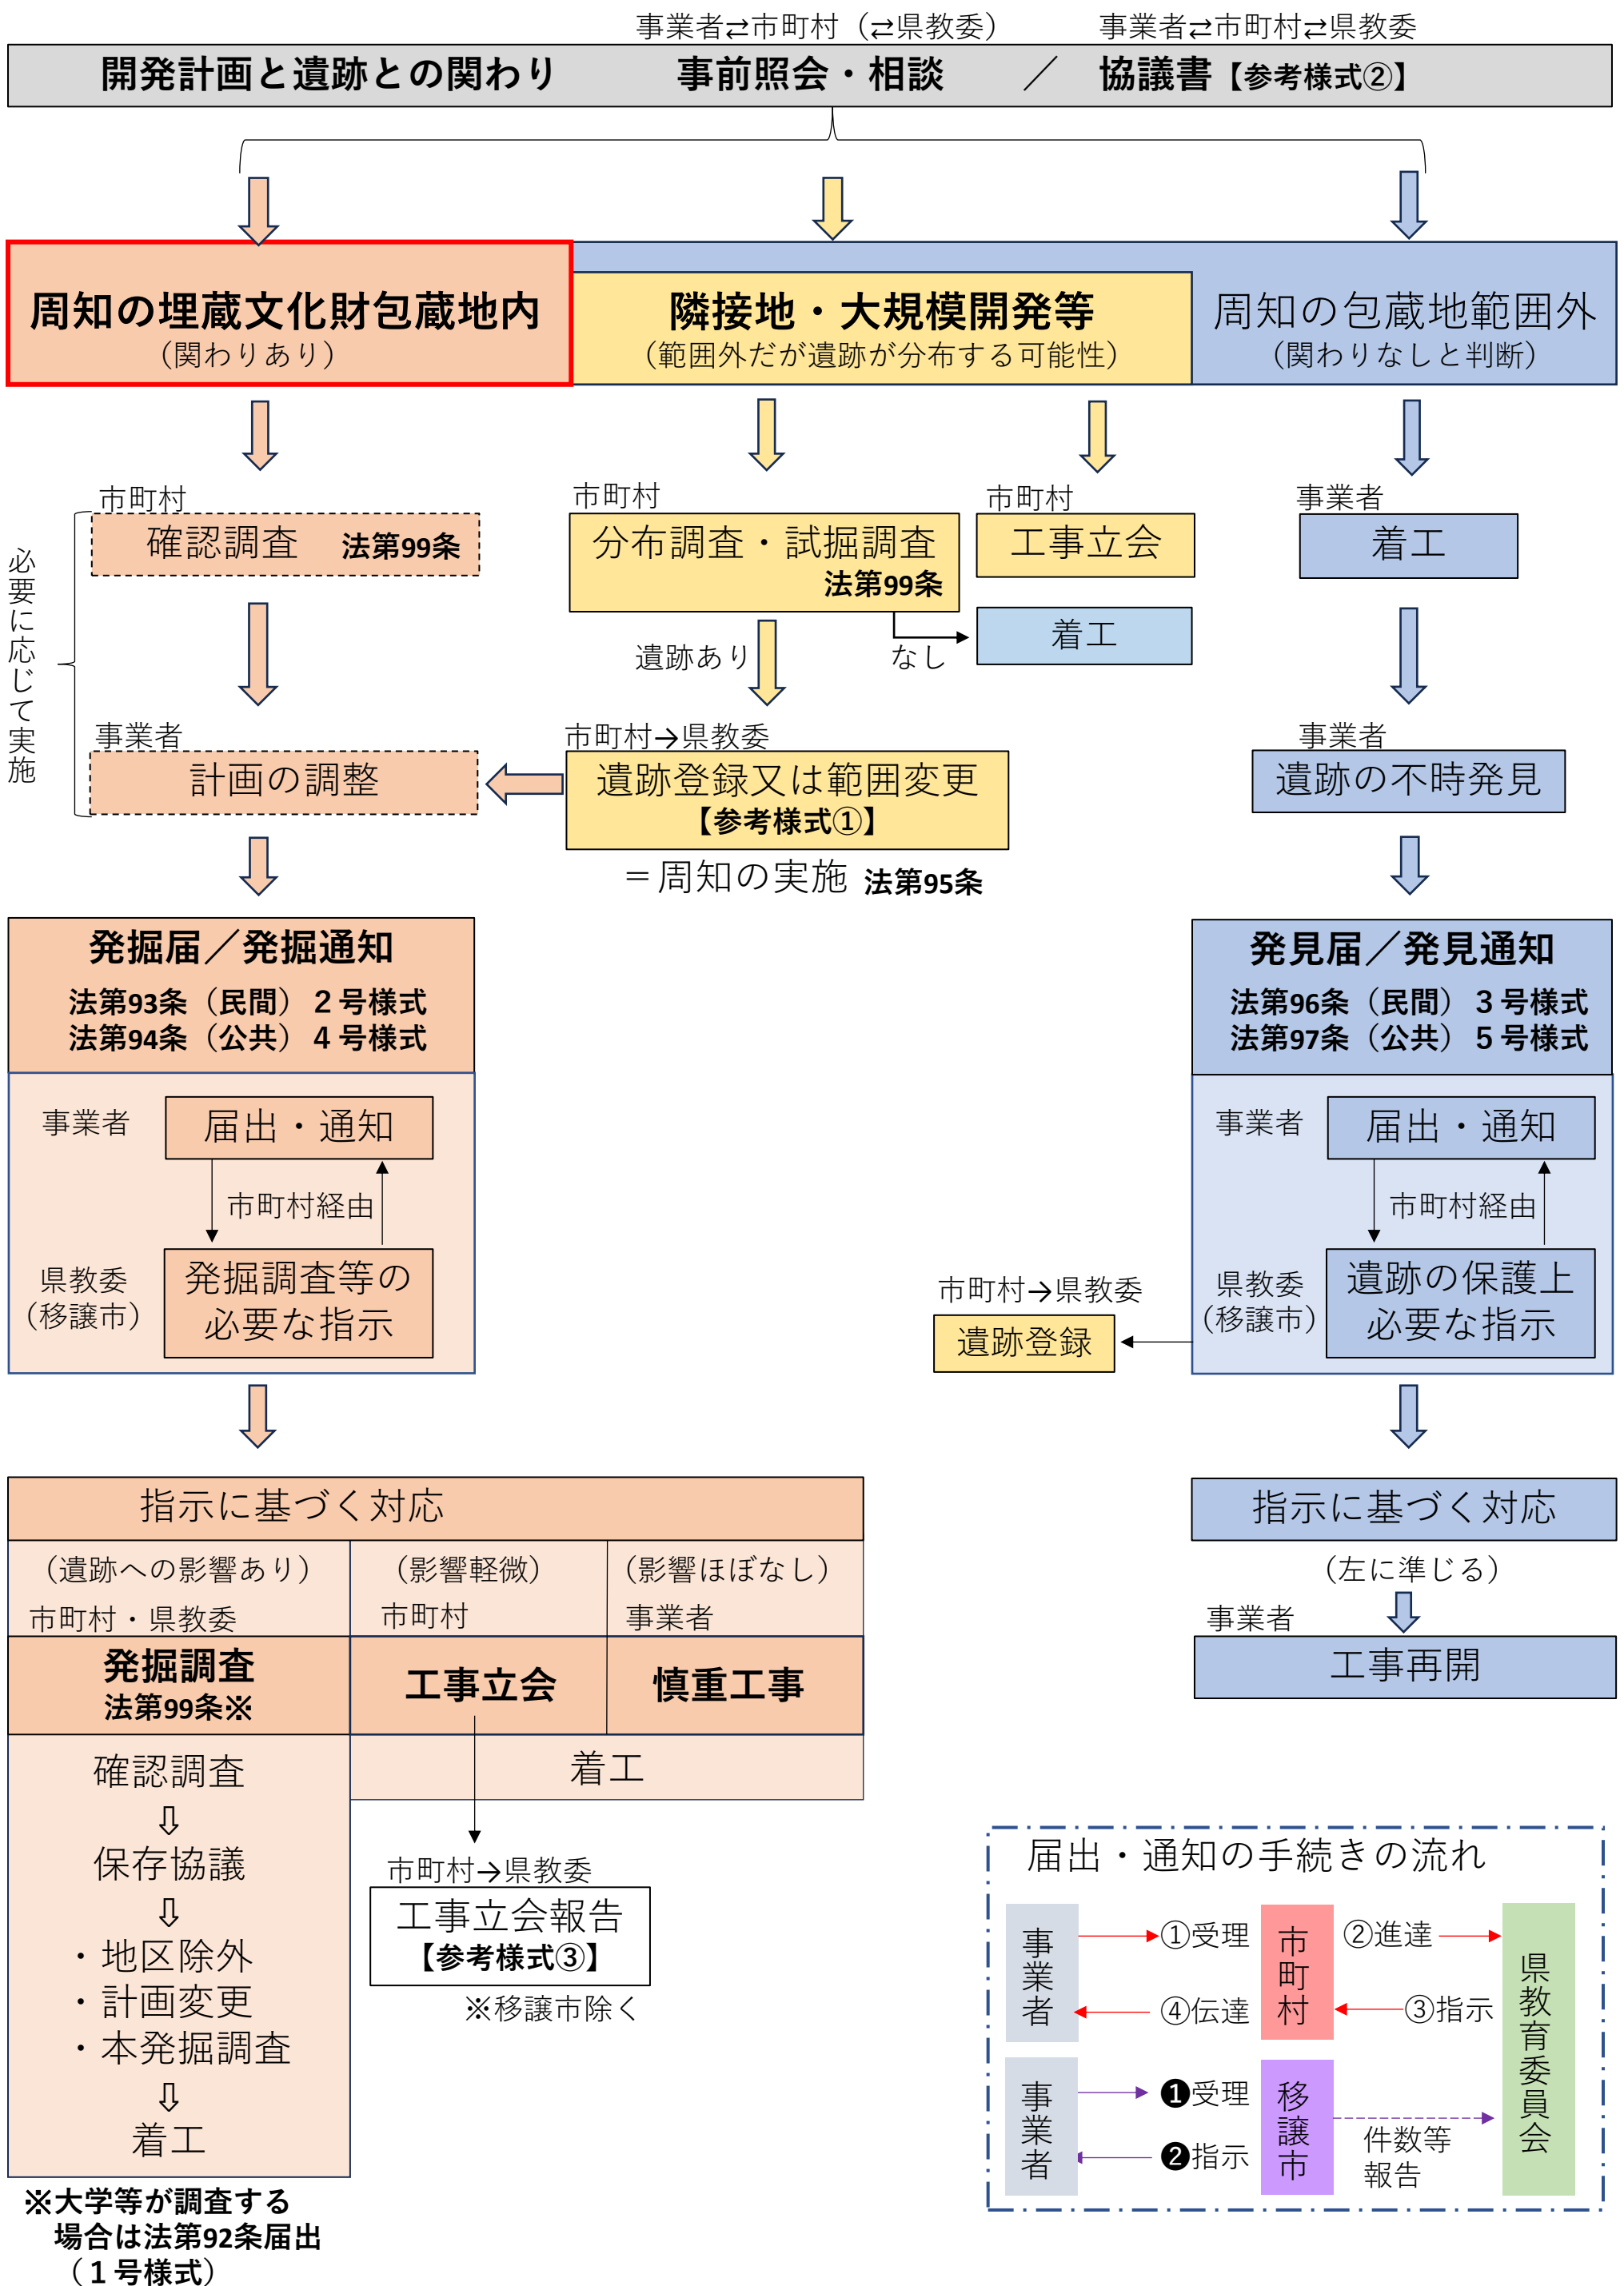 事業者⇄市町村（⇄県教委）　事業者⇄市町村⇄県教委
開発計画と遺跡との関わり　事前照会・相談　／　協議書【参考様式②】
周知の埋蔵文化財包蔵地内
（関わりあり）
隣接地・大規模開発等
（範囲外だが遺跡が分布する可能性）
周知の包蔵地範囲外
（関わりなしと判断）
必要に応じて実施
市町村
確認調査　法第99条
事業者
計画の調整
市町村
分布調査・試掘調査
法第99条
市町村
工事立会
着工
遺跡あり
なし
市町村→県教委
遺跡登録又は範囲変更
【参考様式①】
＝周知の実施 法第95条
事業者
着工
事業者
遺跡の不時発見
発掘届／発掘通知
法第93条（民間）２号様式
法第94条（公共）４号様式
事業者
届出・通知
市町村経由
県教委
（移譲市）
発掘調査等の
必要な指示
発見届／発見通知
法第96条（民間）３号様式
法第97条（公共）５号様式
事業者
届出・通知
市町村経由
県教委
（移譲市）
遺跡の保護上
必要な指示
市町村→県教委
遺跡登録
指示に基づく対応
（遺跡への影響あり）
市町村・県教委
発掘調査
法第99条※
（影響軽微）
市町村
工事立会
（影響ほぼなし）
事業者
慎重工事
着工
確認調査
⇩
保存協議
⇩
・地区除外
・計画変更
・本発掘調査
⇩
着工
※大学等が調査する
場合は法第92条届出
（１号様式）
市町村→県教委
工事立会報告
【参考様式③】
※移譲市除く
指示に基づく対応
（左に準じる）
事業者
工事再開
届出・通知の手続きの流れ
事業者
①受理
④伝達
市町村
②進達
③指示
県教育委員会
事業者
❶受理
❷指示
移譲市
件数等
報告